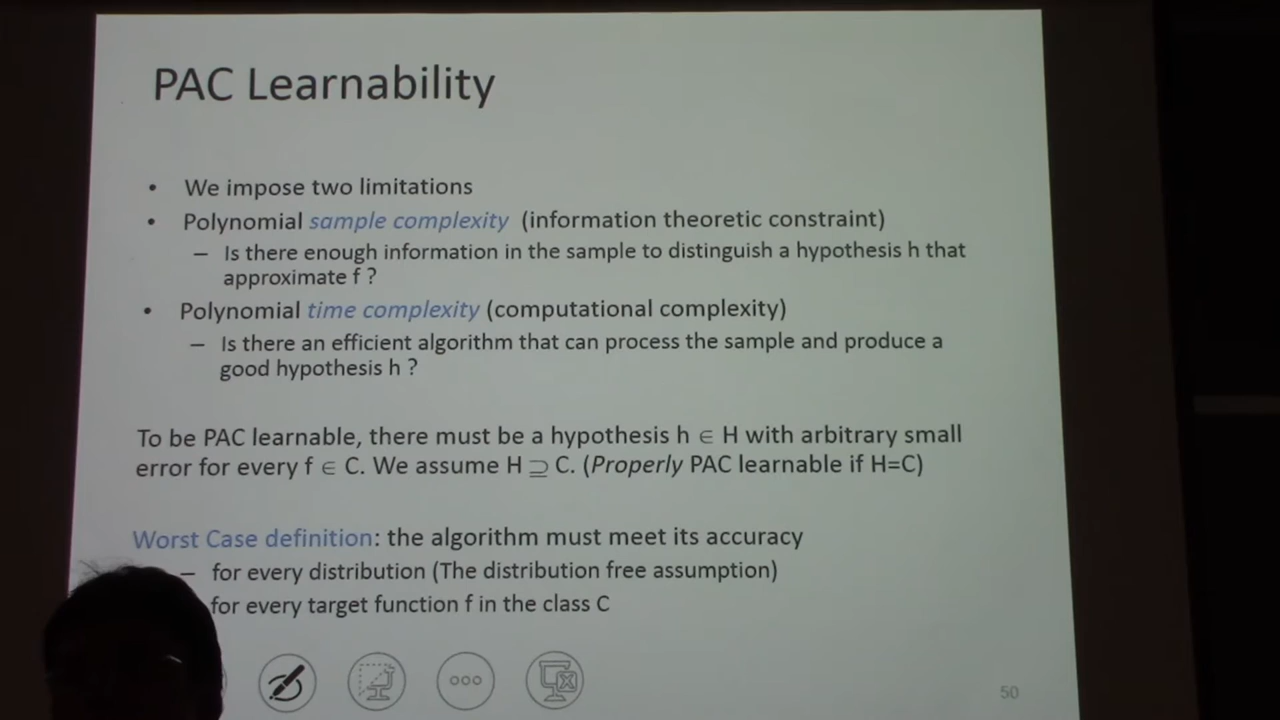 PAC Learnability
• We impose two limitations
• Polynomial sample complexity (information theoretic constraint)
– Is there enough information in the sample to distinguish a hypothesis h that
approximate f ?
• Polynomial time complexity (computational complexity)
– Is there an efficient algorithm that can process the sample and produce a
good hypothesis h ?
To be PAC learnable, there must be a hypothesis h ∈ H with arbitrary small
error for every f ∈ C. We assume H ⊇ C. (Properly PAC learnable if H=C)
Worst Case definition: the algorithm must meet its accuracy
– for every distribution (The distribution free assumption)
for every target function f in the class C
50